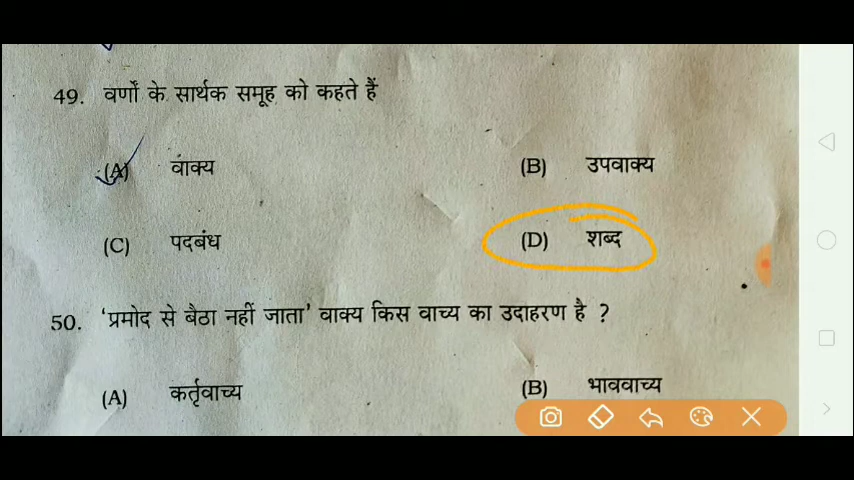 49. वर्णों के सार्थक समूह को कहते हैं
(A) वाक्य (B) उपवाक्य
(C) पदबंध (D) शब्द
50. 'प्रमोद से बैठा नहीं जाता' वाक्य किस वाच्य का उदाहरण है ?
(A) कर्तृवाच्य (B) भाववाच्य